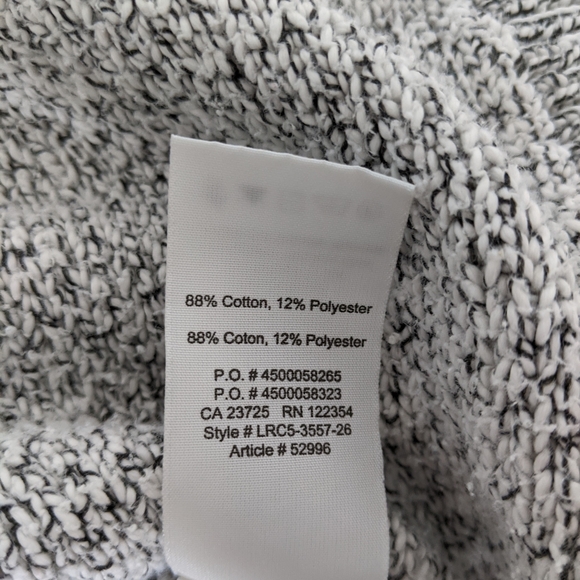 88% Cotton, 12% Polyester
88% Coton, 12% Polyester
P.O. # 4500058265
P.O. # 4500058323
CA 23725 RN 122354
Style # LRC5-3557-26
Article # 52996